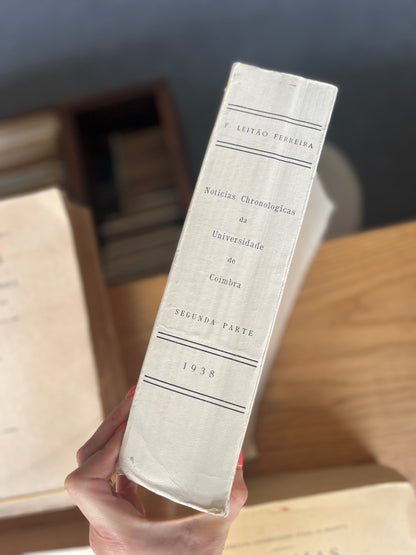 F. LEITÃO FERREIRA
Noticias Chronologicas
da
Universidade
de
Coimbra
SEGUNDA PARTE
1938